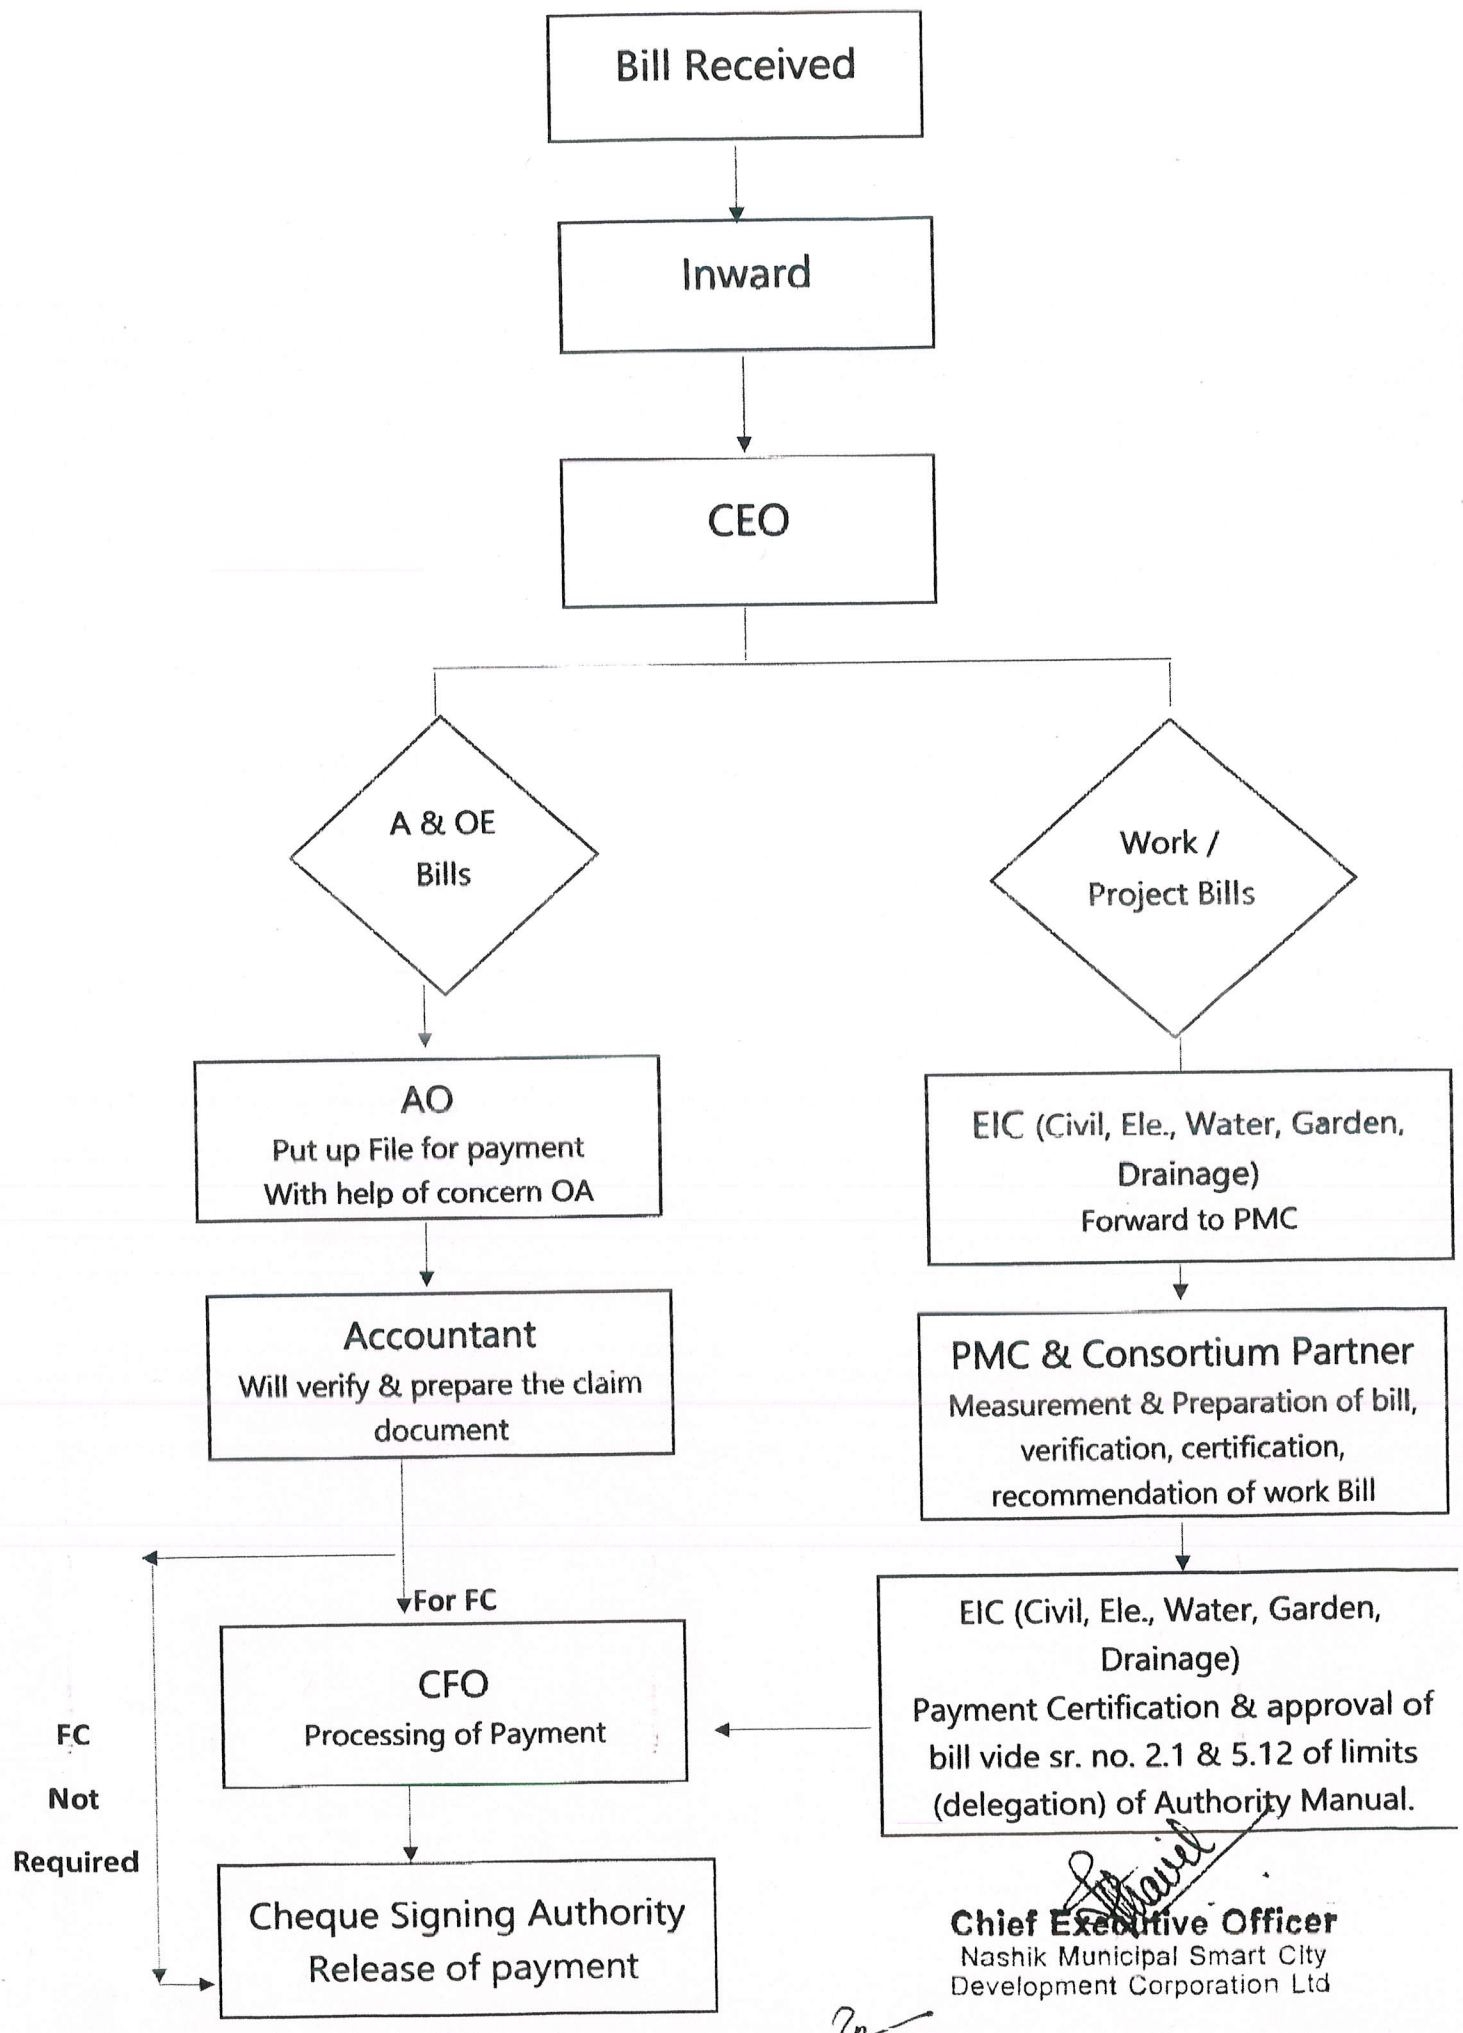 Bill Received
Inward
CEO
A & OE
Bills
AO
Put up File for payment
With help of concern OA
Accountant
Will verify & prepare the claim
document
For FC
CFO
Processing of Payment
FC
Not
Required
Cheque Signing Authority
Release of payment
Work /
Project Bills
EIC (Civil, Ele., Water, Garden,
Drainage)
Forward to PMC
PMC & Consortium Partner
Measurement & Preparation of bill,
verification, certification,
recommendation of work Bill
EIC (Civil, Ele., Water, Garden,
Drainage)
Payment Certification & approval of
bill vide sr. no. 2.1 & 5.12 of limits
(delegation) of Authority Manual.
Chief Executive Officer
Nashik Municipal Smart City
Development Corporation Ltd